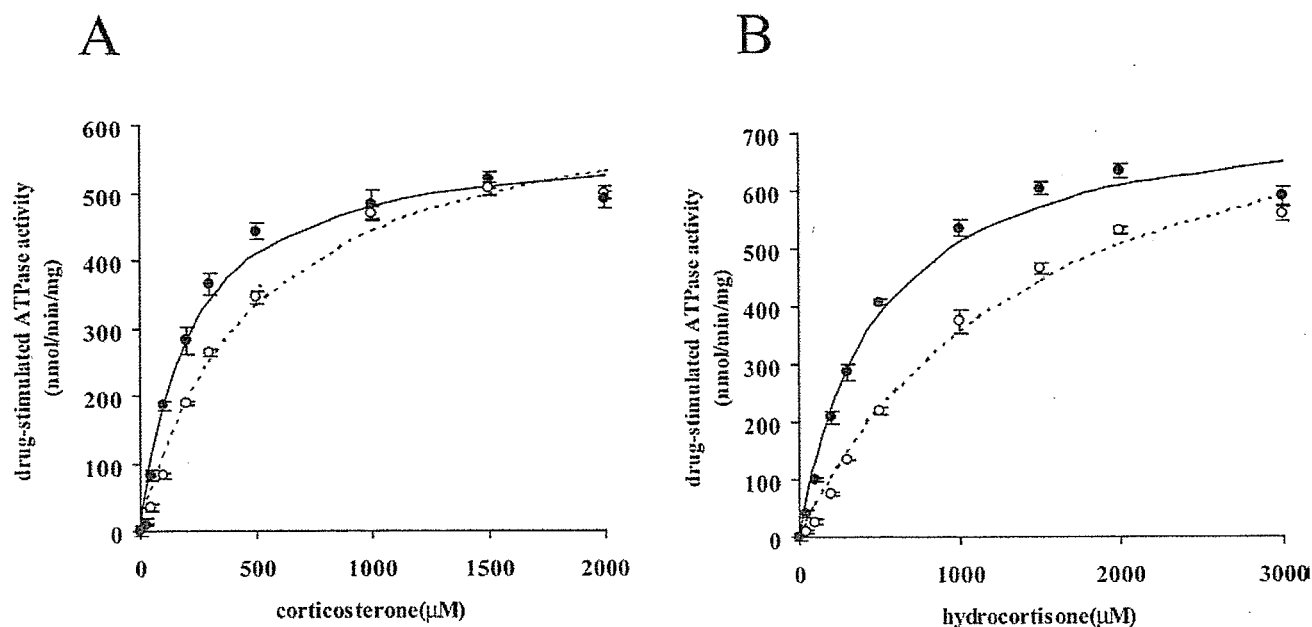 A
B
600
500
400
300
200
100
0
drug-stimulated ATPase activity
(nmol/min/mg)
0 500 1000 1500 2000
corticosterone(μM)
700
600
500
400
300
200
100
0
drug-stimulated ATPase activity
(nmol/min/mg)
0 1000 2000 3000
hydrocortisone(μM)